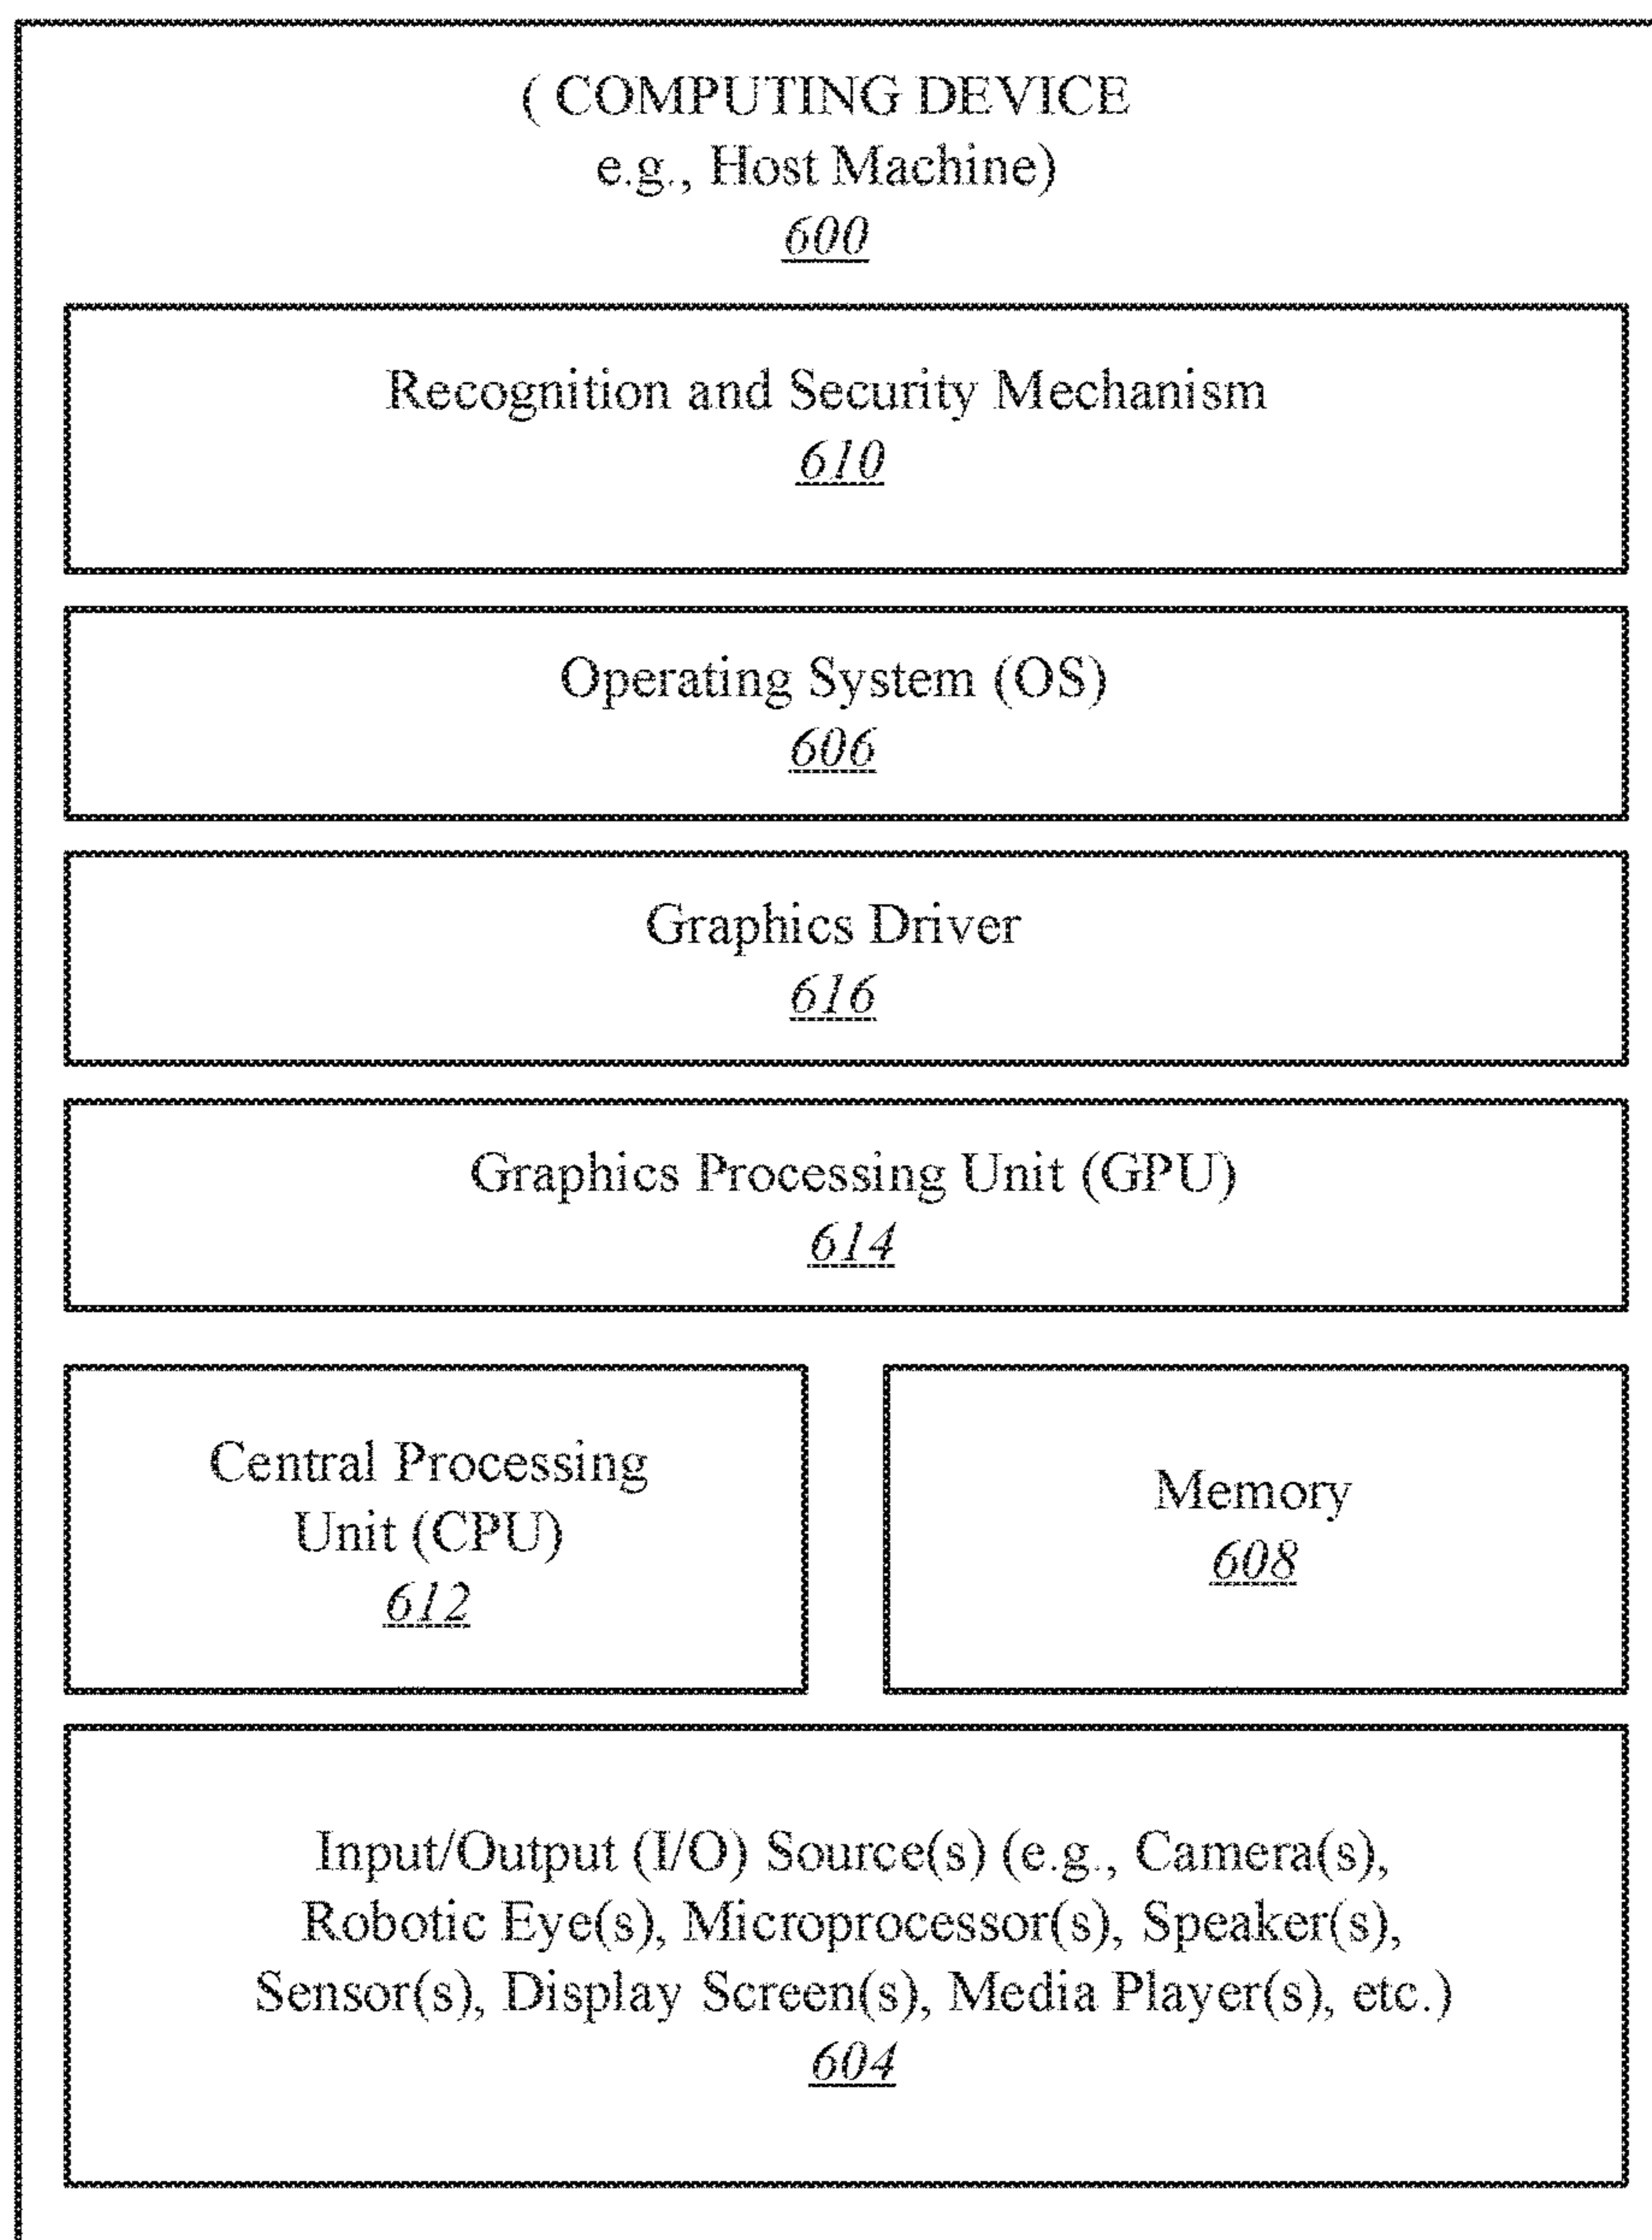 ( COMPUTING DEVICE
e.g., Host Machine)
600
Recognition and Security Mechanism
610
Operating System (OS)
606
Graphics Driver
616
Graphics Processing Unit (GPU)
614
Central Processing
Unit (CPU)
612
Memory
608
Input/Output (I/O) Source(s) (e.g., Camera(s),
Robotic Eye(s), Microprocessor(s), Speaker(s),
Sensor(s), Display Screen(s), Media Player(s), etc.)
604